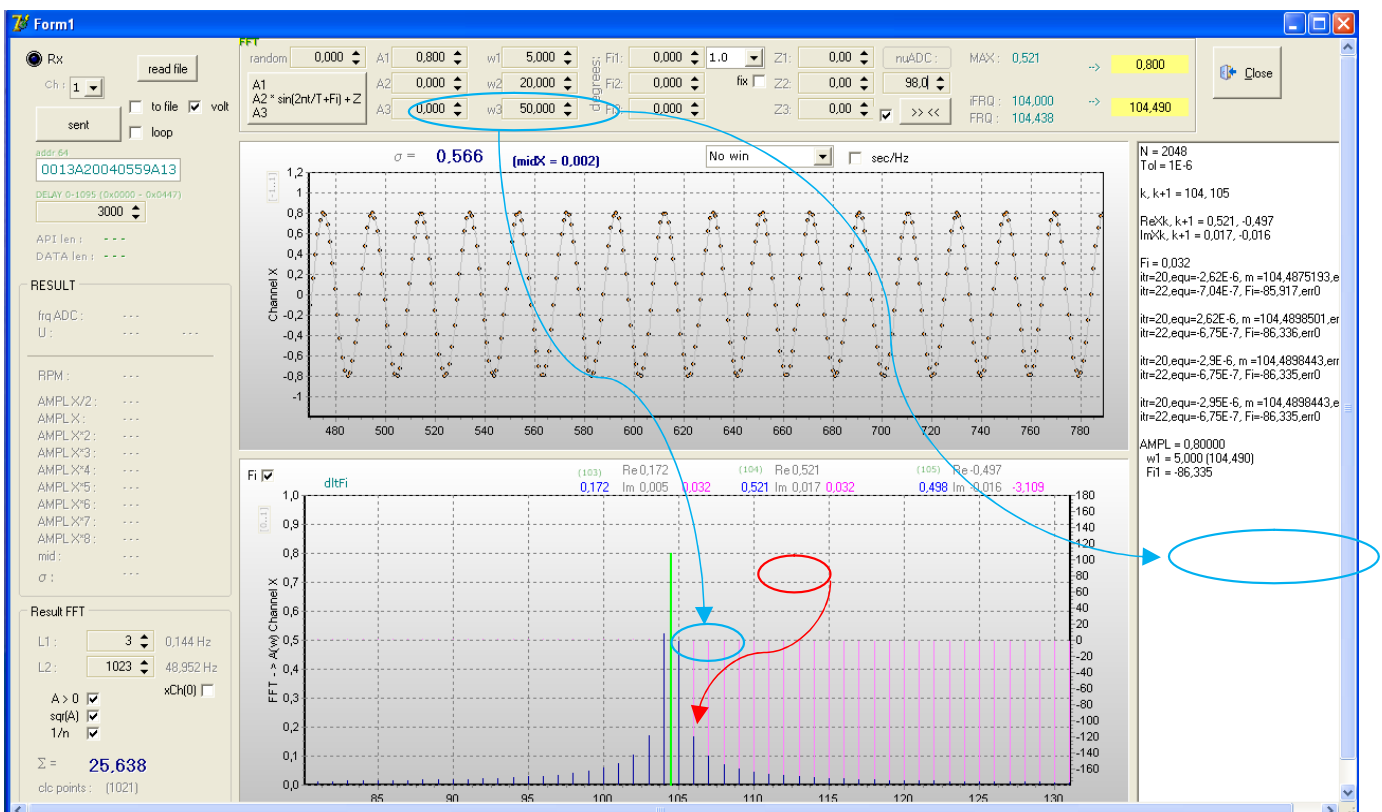 Form1
Rx
read file
Ch : 1
to file volt
sent
loop
addr 64
0013A20040559A13
DELAY 0-1095 (0x0000 - 0x0447)
3000
API len : - - -
DATA len : - - -
RESULT
frq ADC : - - -
U : - - - - - -
RPM : - - -
AMPL X/2 : - - -
AMPL X : - - -
AMPL X*2 : - - -
AMPL X*3 : - - -
AMPL X*4 : - - -
AMPL X*5 : - - -
AMPL X*6 : - - -
AMPL X*7 : - - -
AMPL X*8 : - - -
mid : - - -
σ : - - -
Result FFT
L1 : 3 0,144 Hz
L2 : 1023 48,952 Hz
xCh(0)
A > 0
sqr(A)
1/n
Σ = 25,638
clc points : (1021)
FFT
random 0,000 A1 0,800 w1 5,000 Fi1: 0,000 1.0 Z1: 0,00 nuADC : MAX : 0,521 --> 0,800
A1
A2 * sin(2πt/T+Fi) + Z
A3
A2 0,000 w2 20,000 degrees: Fi2: 0,000 fix Z2: 0,00 98,0
A3 0,000 w3 50,000 Fi3: 0,000 Z3: 0,00 >> <<
iFRQ : 104,000 --> 104,490
FRQ : 104,438
Close
σ = 0,566 (midX = 0,002) No win sec/Hz
[-1..1]
Channel X
1,2
1
0,8
0,6
0,4
0,2
0
-0,2
-0,4
-0,6
-0,8
-1
480 500 520 540 560 580 600 620 640 660 680 700 720 740 760 780
Fi
dltFi
(103) Re 0,172 (104) Re 0,521 (105) Re -0,497
0,172 Im 0,005 0,032 0,521 Im 0,017 0,032 0,498 Im -0,016 -3,109
[0..1]
FFT - > A(w) Channel X
1,0
0,9
0,8
0,7
0,6
0,5
0,4
0,3
0,2
0,1
0,0
180
160
140
120
100
80
60
40
20
0
-20
-40
-60
-80
-100
-120
-140
-160
85 90 95 100 105 110 115 120 125 130
N = 2048
Tol = 1E-6
k, k+1 = 104, 105
ReXk, k+1 = 0,521, -0,497
ImXk, k+1 = 0,017, -0,016
Fi = 0,032
itr=20,equ=-2,62E-6, m =104,4875193,e
itr=22,equ=-7,04E-7, Fi=-85,917,err0
itr=20,equ=2,62E-6, m =104,4898501,er
itr=22,equ=-6,75E-7, Fi=-86,336,err0
itr=20,equ=-2,9E-6, m =104,4898443,err
itr=22,equ=-6,75E-7, Fi=-86,335,err0
itr=20,equ=-2,95E-6, m =104,4898443,e
itr=22,equ=-6,75E-7, Fi=-86,335,err0
AMPL = 0,80000
w1 = 5,000 (104,490)
Fi1 = -86,335